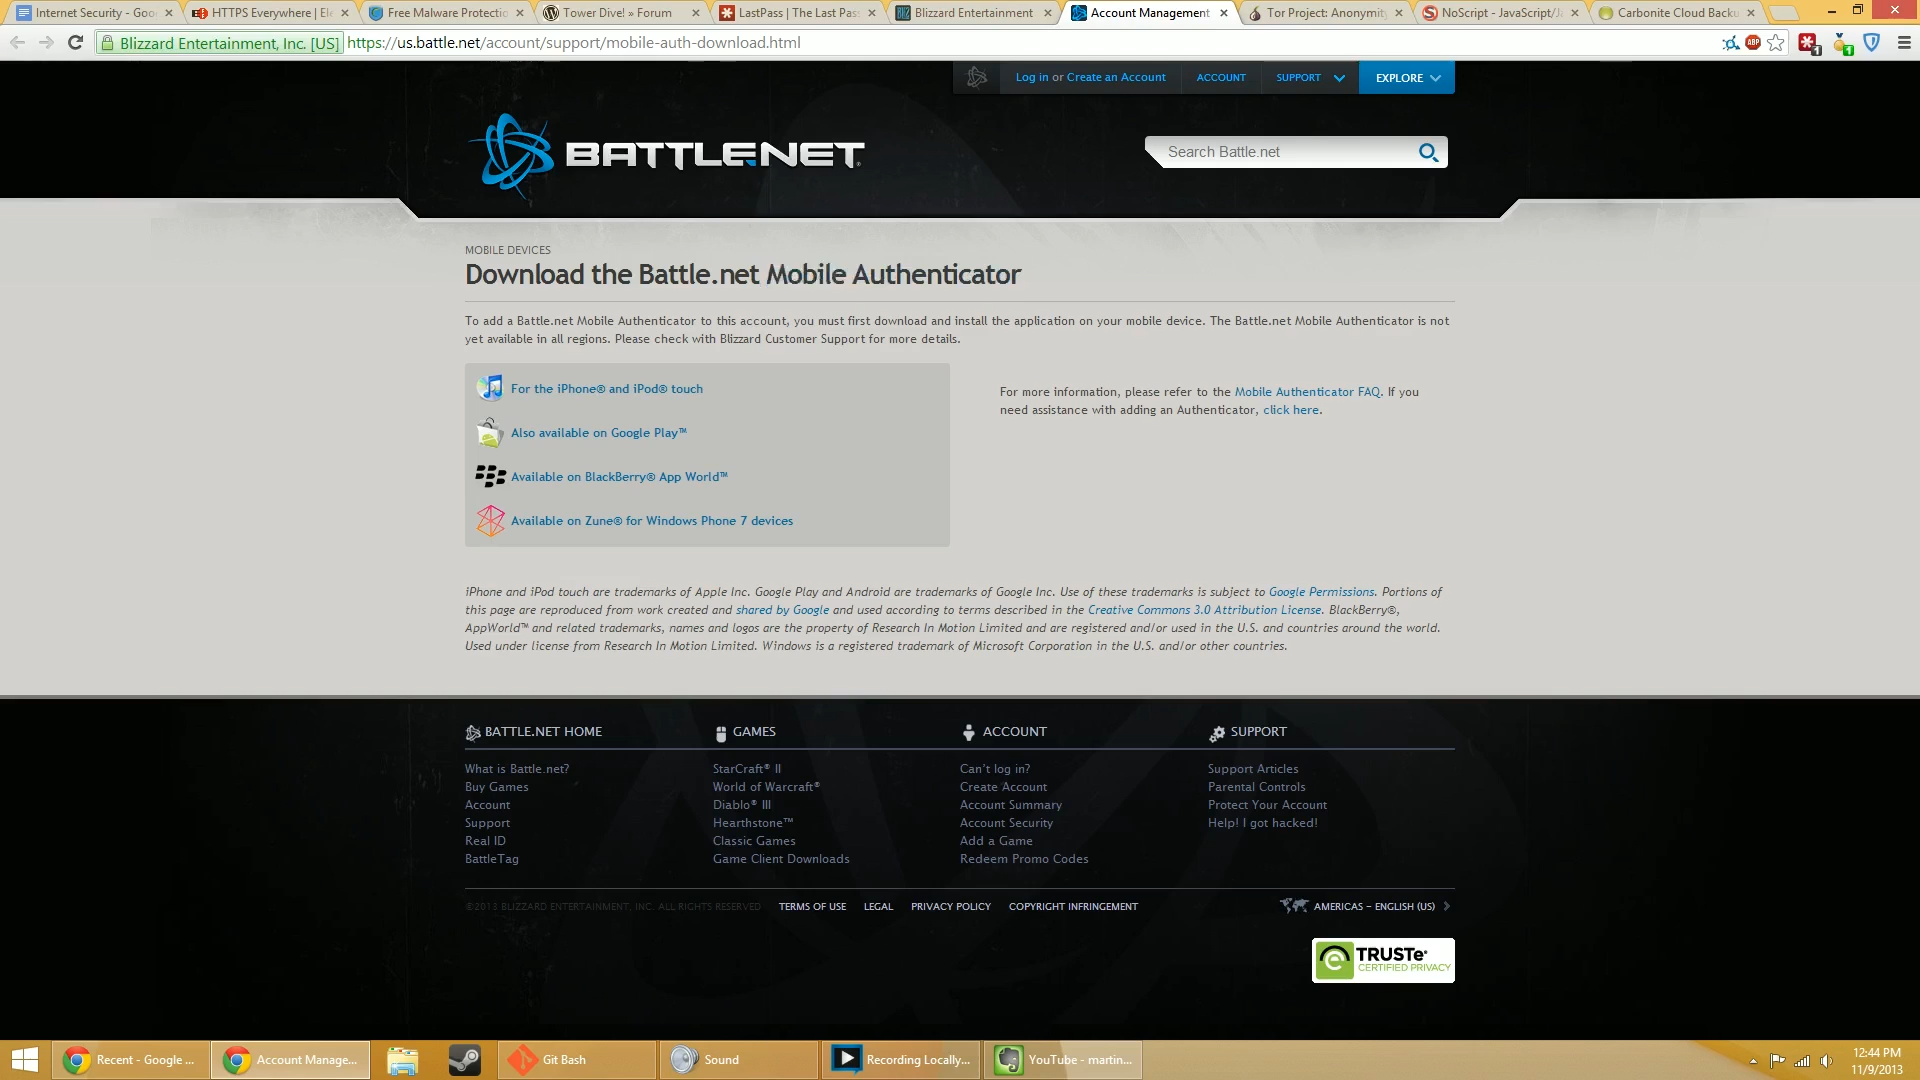 Internet Security - Goo
HTTPS Everywhere | Ele
Free Malware Protectio
Tower Dive! » Forum
LastPass | The Last Pas
Blizzard Entertainment
Account Management
Tor Project: Anonymity
NoScript - JavaScript/J
Carbonite Cloud Backu
Blizzard Entertainment, Inc. [US]
https://us.battle.net/account/support/mobile-auth-download.html
ABP
1
1
Log in or Create an Account
ACCOUNT
SUPPORT
EXPLORE
BATTLE.NET®
Search Battle.net
MOBILE DEVICES
Download the Battle.net Mobile Authenticator
To add a Battle.net Mobile Authenticator to this account, you must first download and install the application on your mobile device. The Battle.net Mobile Authenticator is not
yet available in all regions. Please check with Blizzard Customer Support for more details.
For the iPhone® and iPod® touch
Also available on Google Play™
Available on BlackBerry® App World™
Available on Zune® for Windows Phone 7 devices
For more information, please refer to the Mobile Authenticator FAQ. If you
need assistance with adding an Authenticator, click here.
iPhone and iPod touch are trademarks of Apple Inc. Google Play and Android are trademarks of Google Inc. Use of these trademarks is subject to Google Permissions. Portions of
this page are reproduced from work created and shared by Google and used according to terms described in the Creative Commons 3.0 Attribution License. BlackBerry®,
AppWorld™ and related trademarks, names and logos are the property of Research In Motion Limited and are registered and/or used in the U.S. and countries around the world.
Used under license from Research In Motion Limited. Windows is a registered trademark of Microsoft Corporation in the U.S. and/or other countries.
BATTLE.NET HOME
What is Battle.net?
Buy Games
Account
Support
Real ID
BattleTag
GAMES
StarCraft® II
World of Warcraft®
Diablo® III
Hearthstone™
Classic Games
Game Client Downloads
ACCOUNT
Can't log in?
Create Account
Account Summary
Account Security
Add a Game
Redeem Promo Codes
SUPPORT
Support Articles
Parental Controls
Protect Your Account
Help! I got hacked!
©2013 BLIZZARD ENTERTAINMENT, INC. ALL RIGHTS RESERVED
TERMS OF USE
LEGAL
PRIVACY POLICY
COPYRIGHT INFRINGEMENT
AMERICAS - ENGLISH (US)
TRUSTe
CERTIFIED PRIVACY
Recent - Google ...
Account Manage...
Git Bash
Sound
Recording Locally...
YouTube - martin...
12:44 PM
11/9/2013